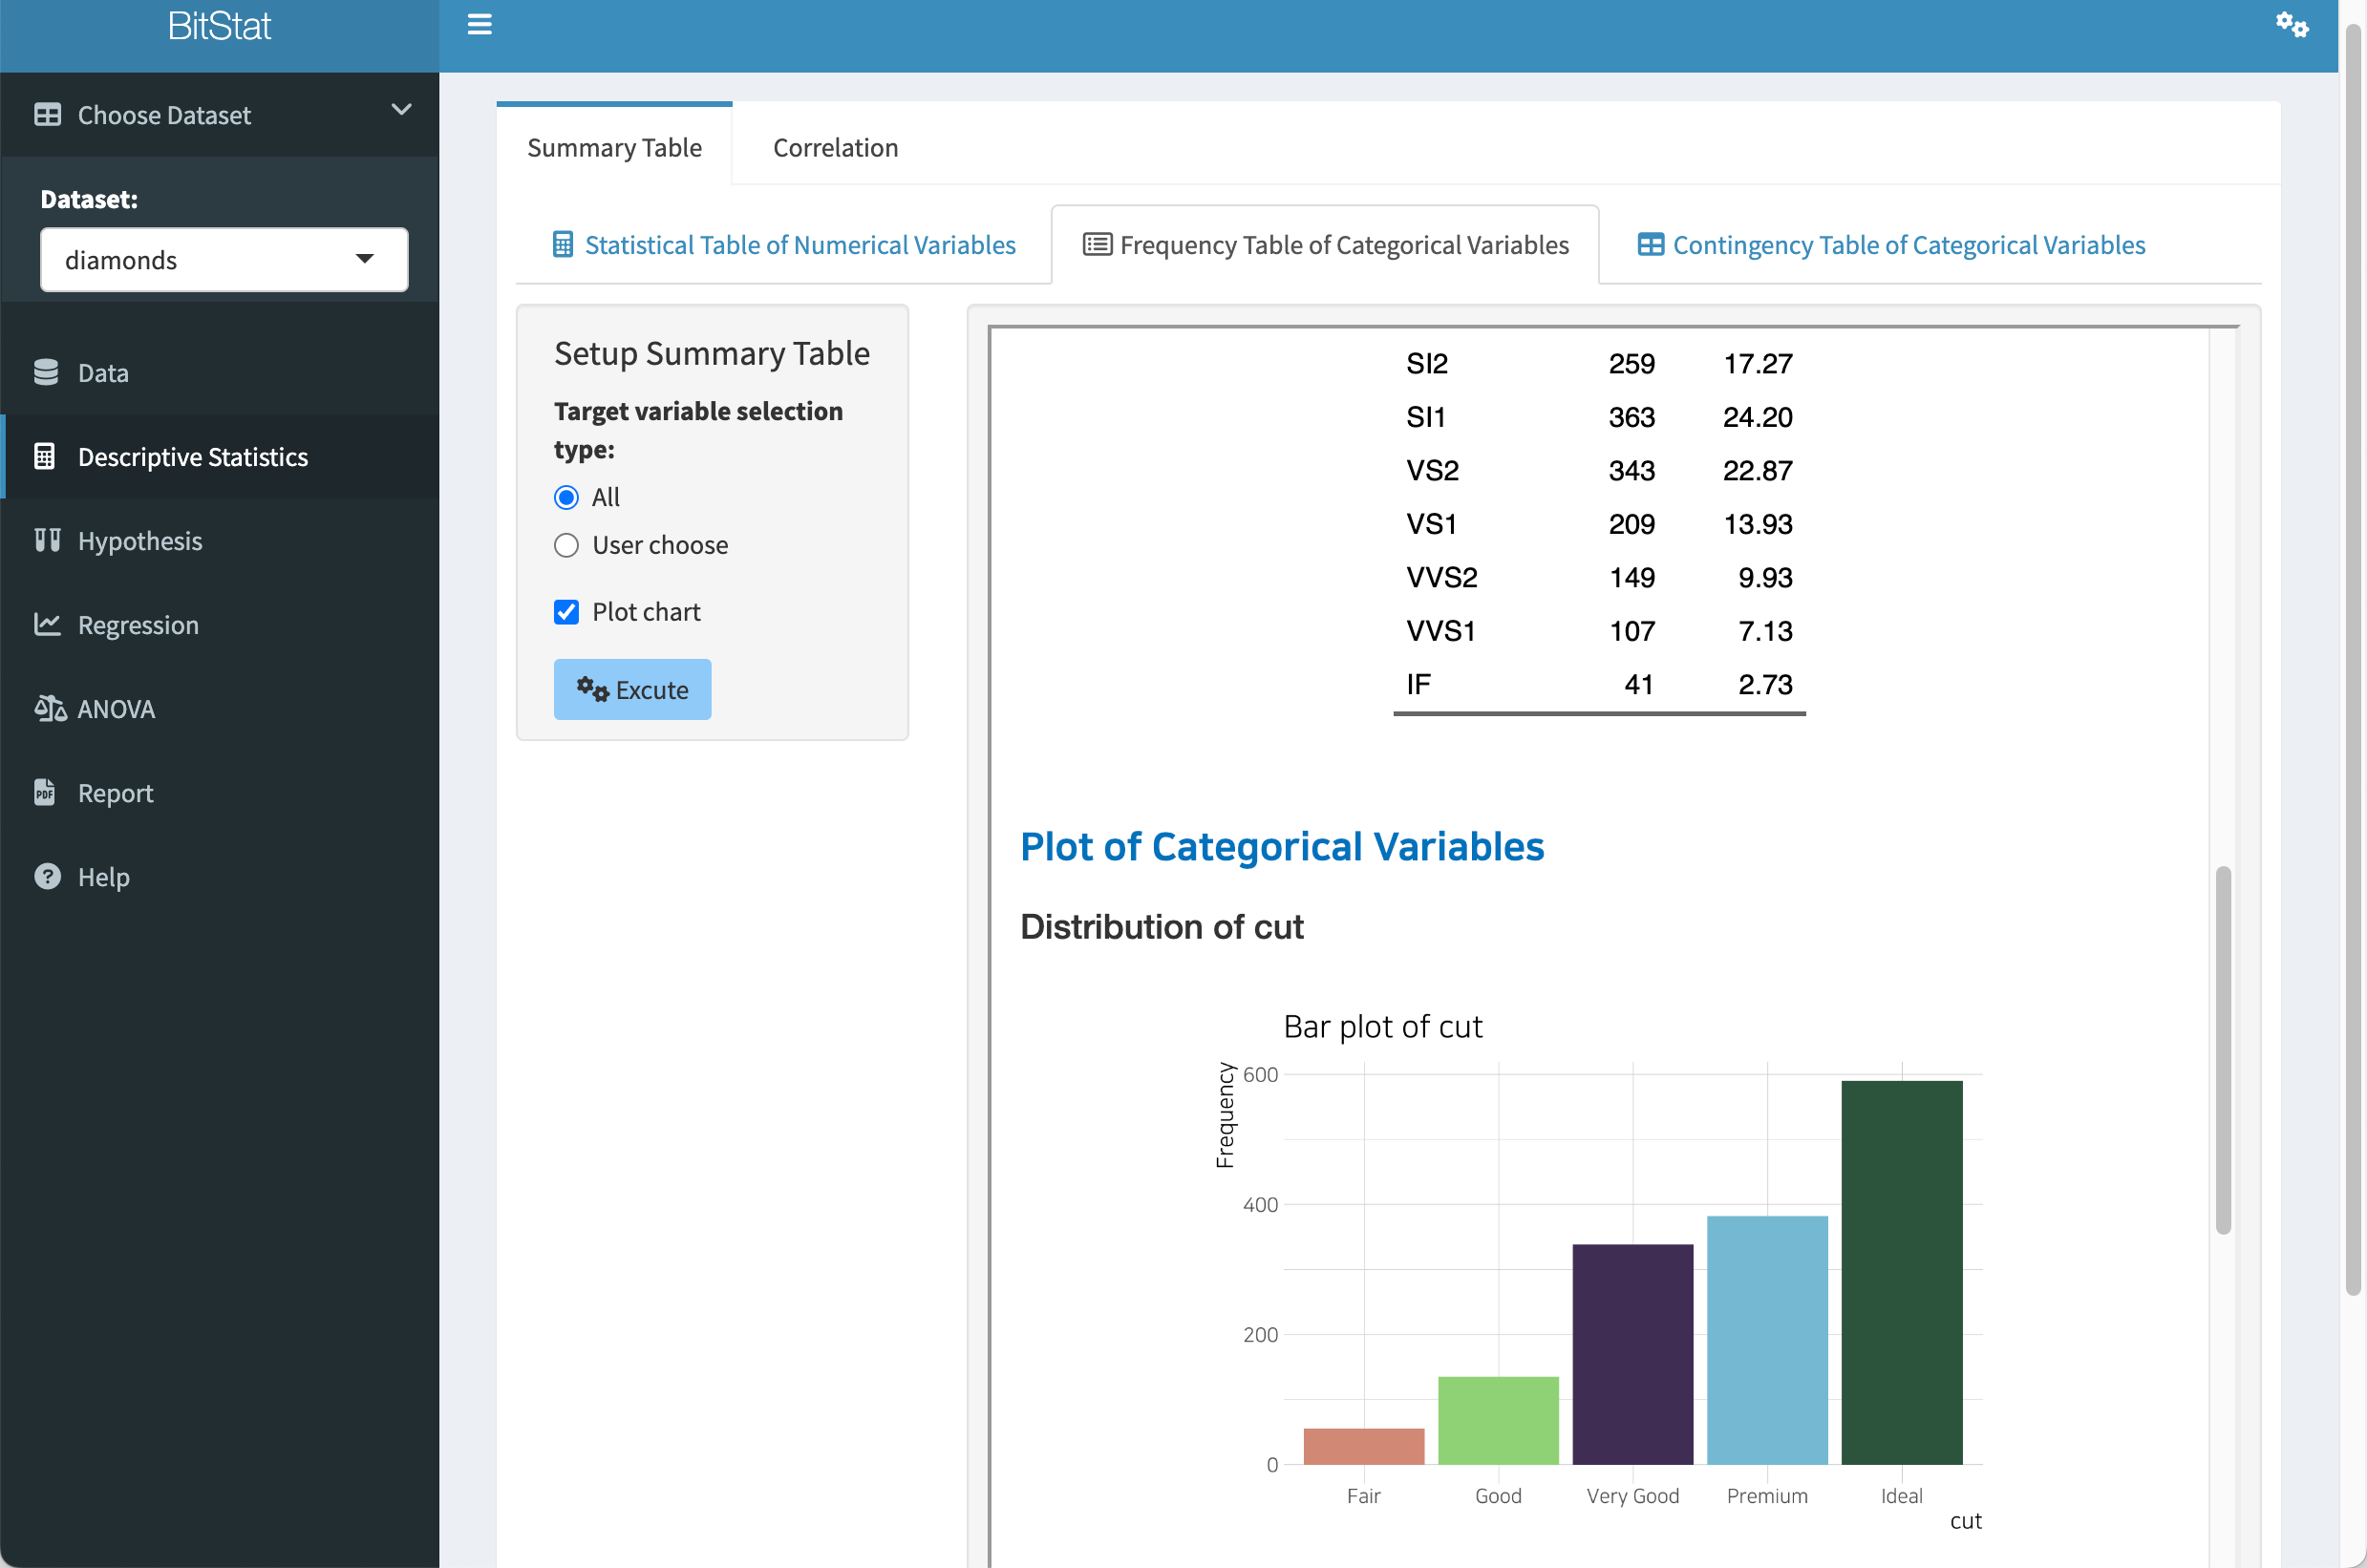 BitStat
Choose Dataset
Dataset:
diamonds
Data
Descriptive Statistics
Hypothesis
Regression
ANOVA
PDF
Report
?
Help
Summary Table
Correlation
Statistical Table of Numerical Variables
Frequency Table of Categorical Variables
Contingency Table of Categorical Variables
Setup Summary Table
Target variable selection
type:
All
User choose
Plot chart
Excute
SI2 259 17.27
SI1 363 24.20
VS2 343 22.87
VS1 209 13.93
VVS2 149 9.93
VVS1 107 7.13
IF 41 2.73
Plot of Categorical Variables
Distribution of cut
Bar plot of cut
Frequency
600
400
200
0
Fair Good Very Good Premium Ideal
cut